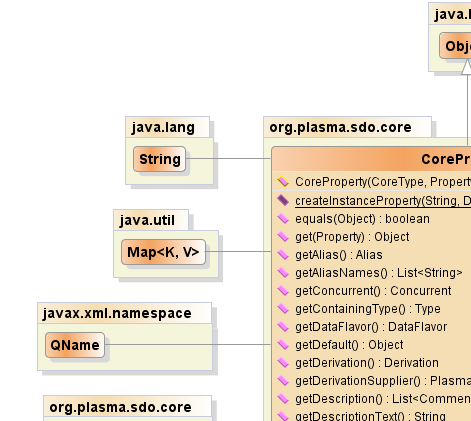 java.
Obj
java.lang
String
org.plasma.sdo.core
CorePr
CoreProperty(CoreType, Propert
createInstanceProperty(String, D
equals(Object) : boolean
get(Property) : Object
getAlias() : Alias
getAliasNames() : List<String>
getConcurrent() : Concurrent
getContainingType() : Type
getDataFlavor() : DataFlavor
getDefault() : Object
getDerivation() : Derivation
getDerivationSupplier() : Plasma
getDescription() : List<Commen
getDescriptionText() : String
java.util
Map<K, V>
javax.xml.namespace
QName
org.plasma.sdo.core